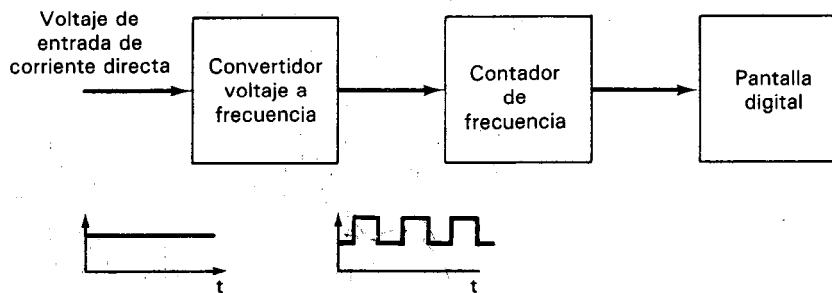 Voltaje de
entrada de
corriente directa
Convertidor
voltaje a
frecuencia
Contador
de
frecuencia
Pantalla
digital
t
t